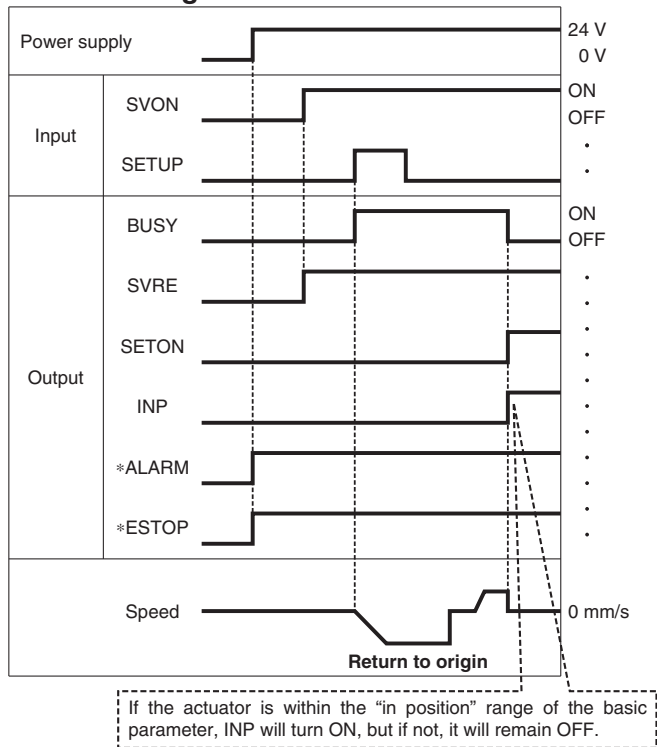 Power supply
24 V
0 V
Input
SVON
ON
OFF
SETUP
Output
BUSY
ON
OFF
SVRE
SETON
INP
*ALARM
*ESTOP
Speed
0 mm/s
Return to origin
If the actuator is within the “in position” range of the basic
parameter, INP will turn ON, but if not, it will remain OFF.